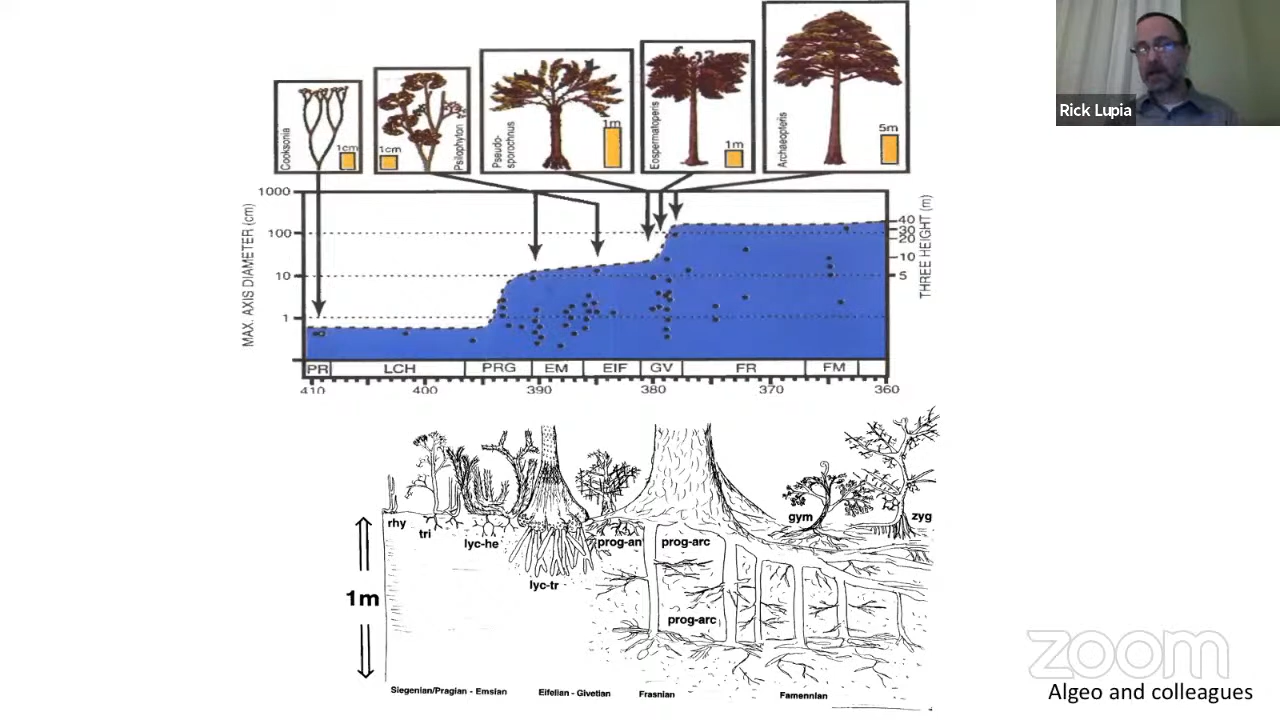 Rick Lupia
Cooksonia
1cm
1cm
Psilophyton
Pseudo-
sporochnus
1m
Eospermatoperis
1m
Archaeopteris
5m
MAX. AXIS DIAMETER (cm)
1000
100
10
1
40
30
20
10
5
THREE HEIGHT (m)
PR LCH PRG EM EIF GV FR FM
410 400 390 380 370 360
rhy
tri
lyc-he
lyc-tr
prog-an
prog-arc
prog-arc
gym
zyg
1m
Siegenian/Pragian - Emsian Eifelian - Givetian Frasnian Famennian
zoom
Algeo and colleagues